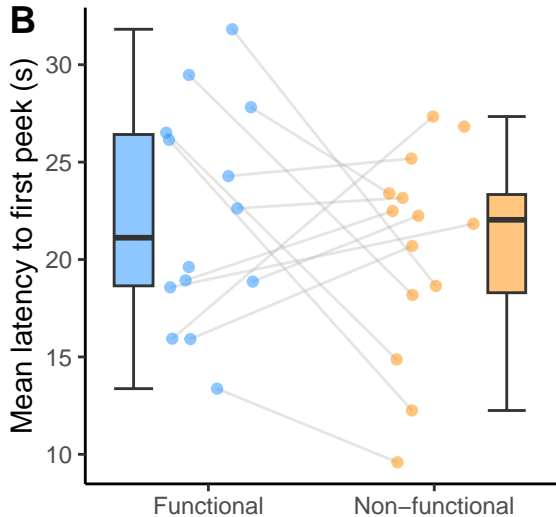 B
Mean latency to first peek (s)
30
25
20
15
10
Functional
Non−functional